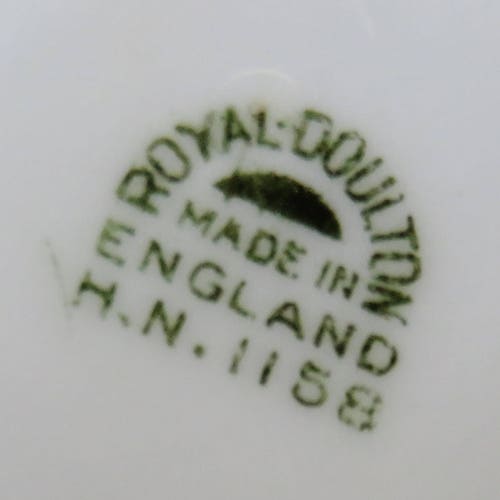 ROYAL-DOULTON
MADE IN
ENGLAND
H.N. 1158